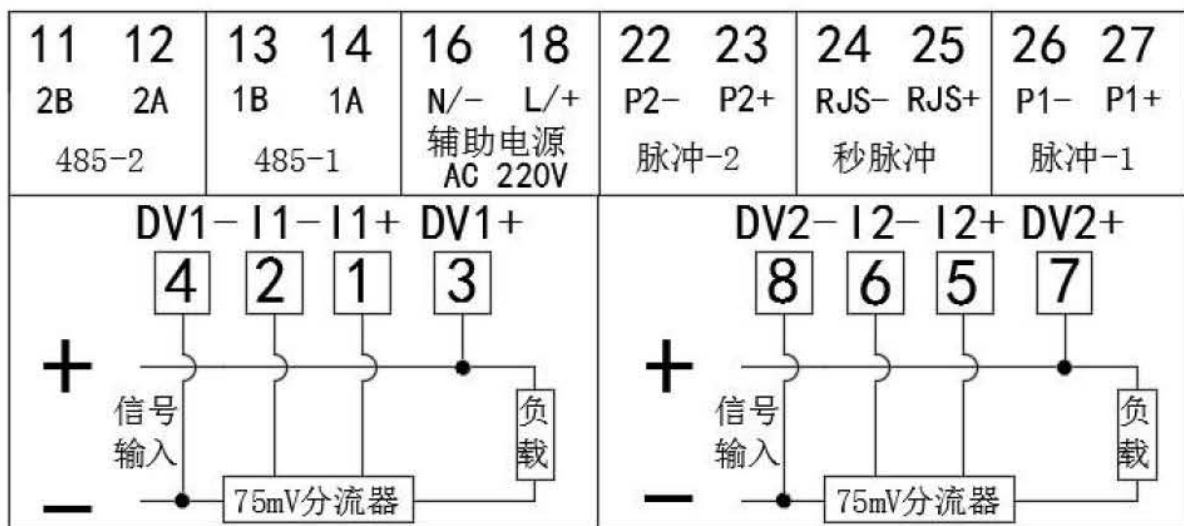 11 12 13 14 16 18 22 23 24 25 26 27
2B 2A 1B 1A N/- L/+ P2- P2+ RJS- RJS+ P1- P1+
485-2 485-1 辅助电源 脉冲-2 秒脉冲 脉冲-1
AC 220V
DV1- I1- I1+ DV1+ DV2- I2- I2+ DV2+
4 2 1 3 8 6 5 7
+ +
信号 负 信号 负
输入 载 输入 载
- 75mV分流器 - 75mV分流器